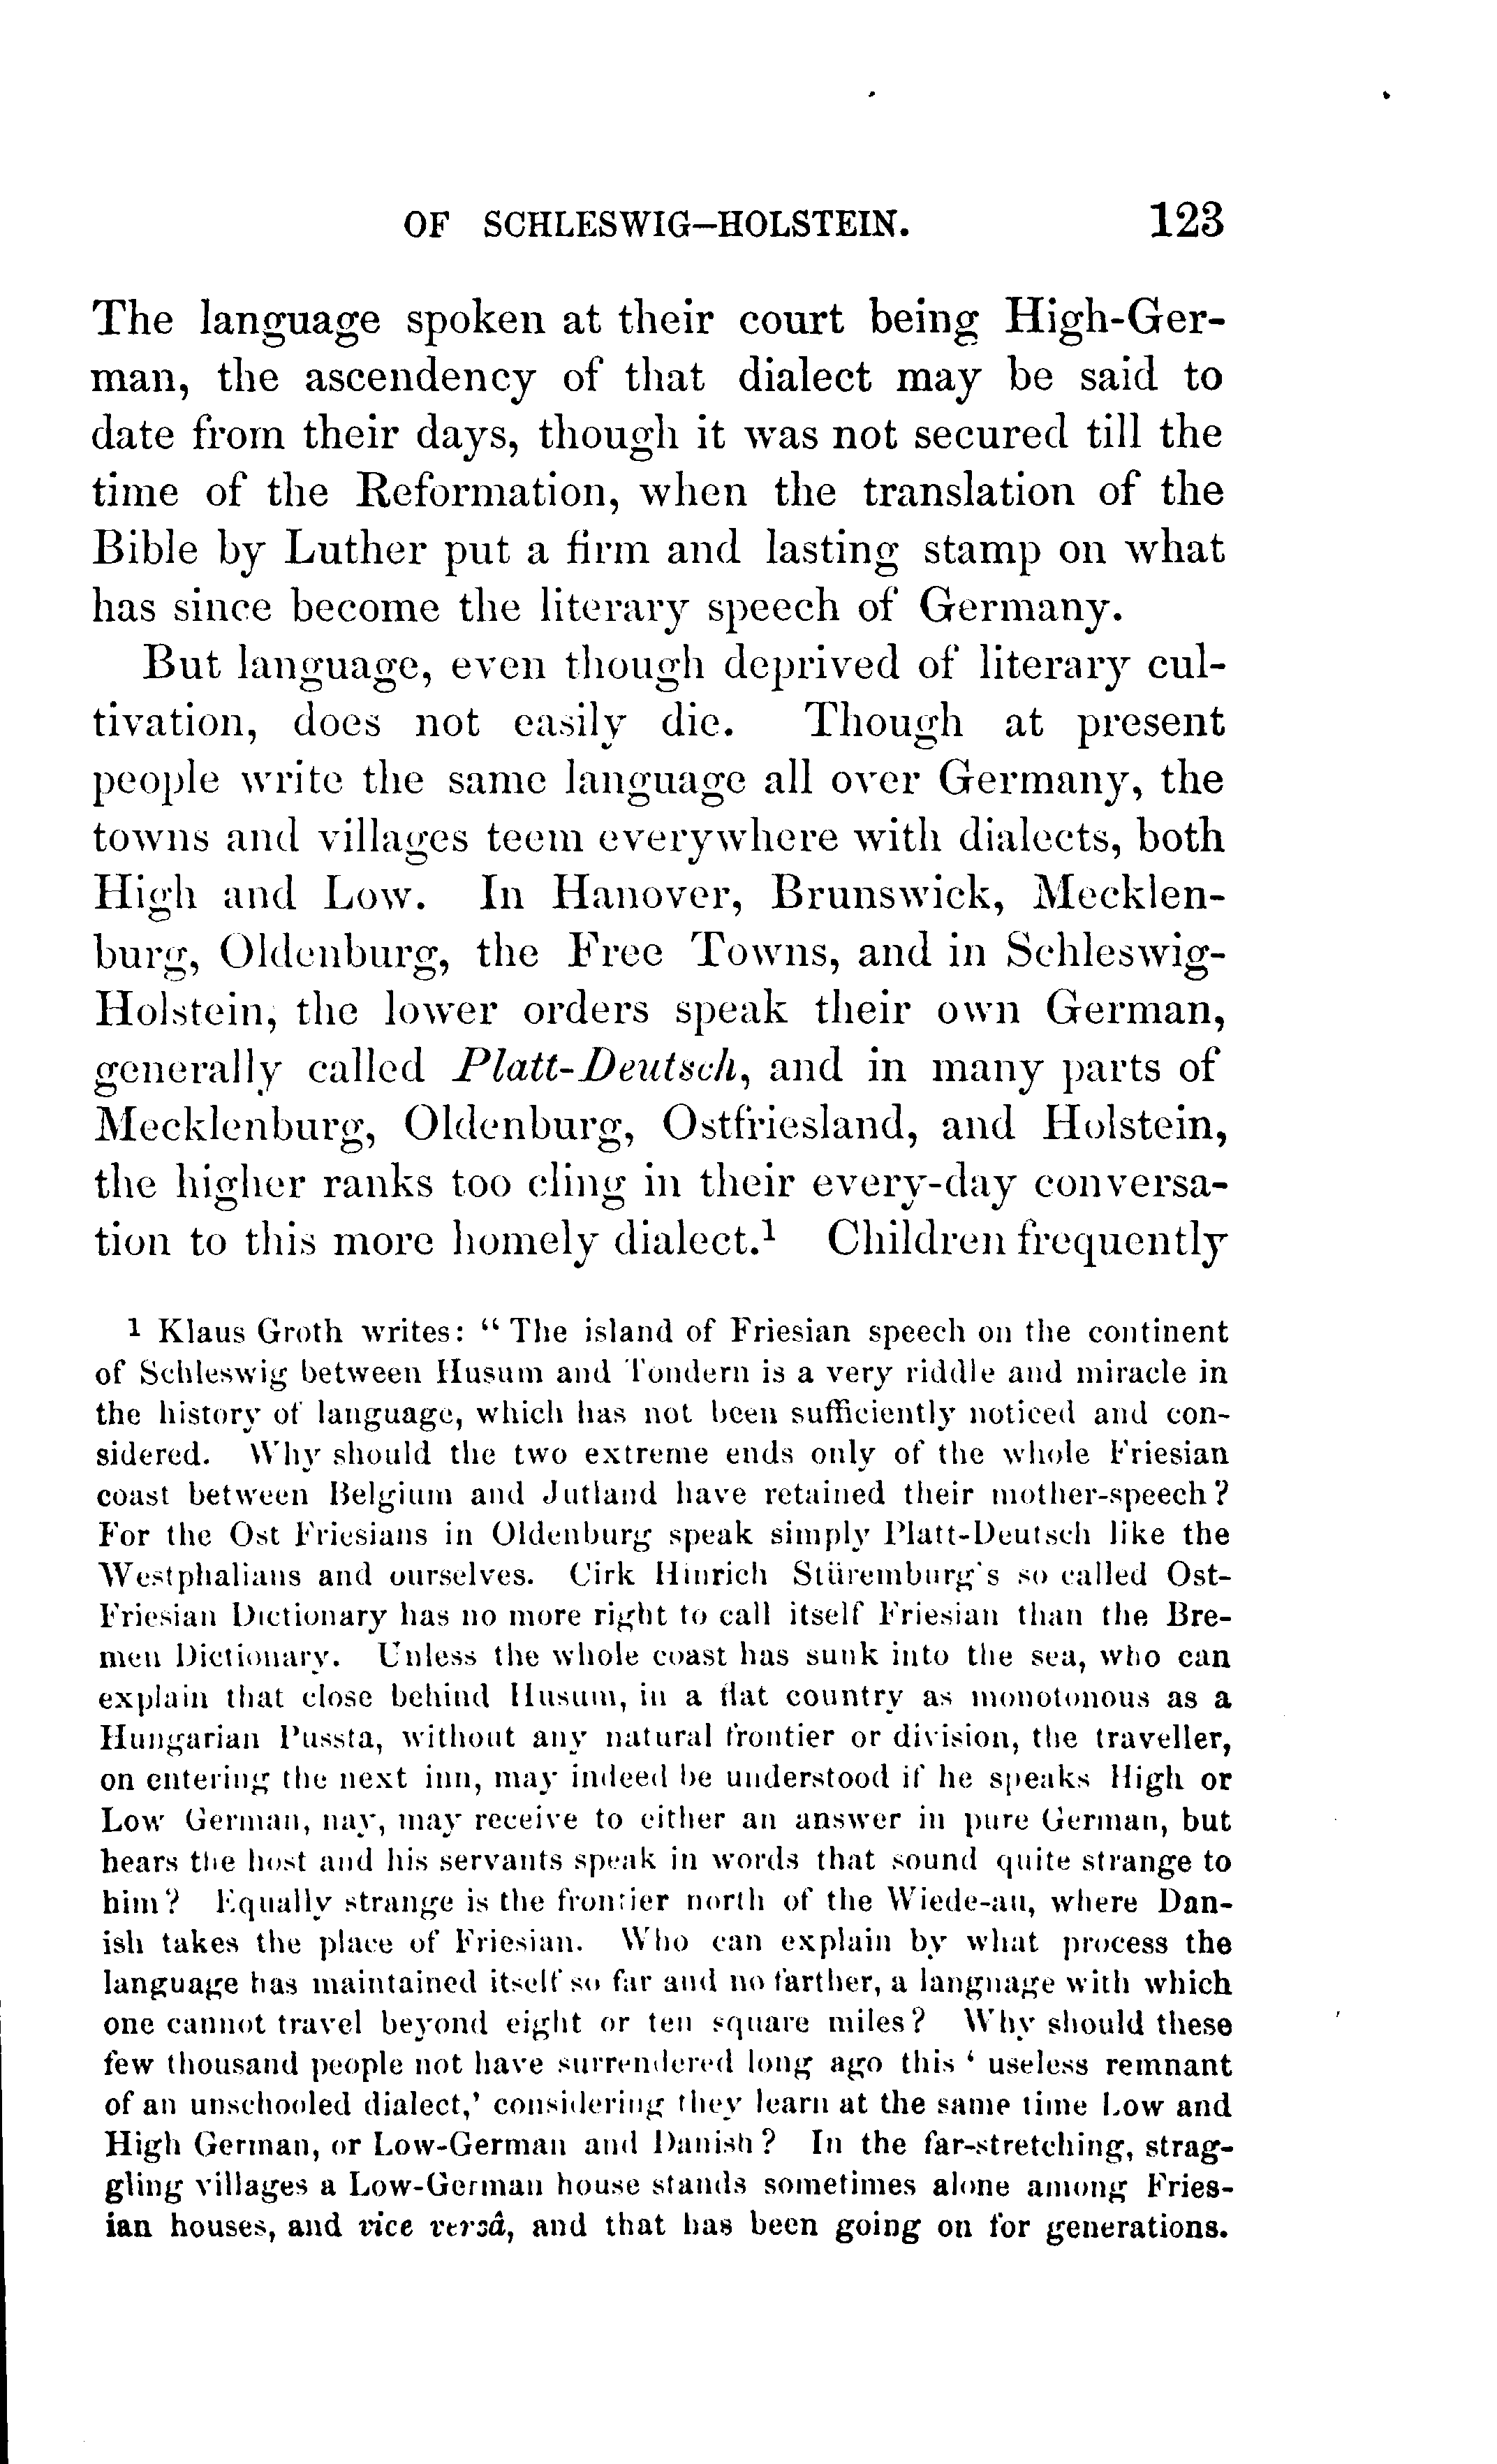 OF SCHLESWIG-HOLSTEIN. 123
The language spoken at their court being High-Ger-
man, the ascendency of that dialect may be said to
date from their days, though it was not secured till the
time of the Reformation, when the translation of the
Bible by Luther put a firm and lasting stamp on what
has since become the literary speech of Germany.
But language, even though deprived of literary cul-
tivation, does not easily die. Though at present
people write the same language all over Germany, the
towns and villages teem everywhere with dialects, both
High and Low. In Hanover, Brunswick, Mecklen-
burg, Oldenburg, the Free Towns, and in Schleswig-
Holstein, the lower orders speak their own German,
generally called Platt-Deutsch, and in many parts of
Mecklenburg, Oldenburg, Ostfriesland, and Holstein,
the higher ranks too cling in their every-day conversa-
tion to this more homely dialect.¹ Children frequently
¹ Klaus Groth writes: “The island of Friesian speech on the continent
of Schleswig between Husum and Tondern is a very riddle and miracle in
the history of language, which has not been sufficiently noticed and con-
sidered. Why should the two extreme ends only of the whole Friesian
coast between Belgium and Jutland have retained their mother-speech?
For the Ost Friesians in Oldenburg speak simply Platt-Deutsch like the
Westphalians and ourselves. Cirk Hinrich Stüremburg's so called Ost-
Friesian Dictionary has no more right to call itself Friesian than the Bre-
men Dictionary. Unless the whole coast has sunk into the sea, who can
explain that close behind Husum, in a flat country as monotonous as a
Hungarian Pussta, without any natural frontier or division, the traveller,
on entering the next inn, may indeed be understood if he speaks High or
Low German, nay, may receive to either an answer in pure German, but
hears the host and his servants speak in words that sound quite strange to
him? Equally strange is the frontier north of the Wiede-au, where Dan-
ish takes the place of Friesian. Who can explain by what process the
language has maintained itself so far and no farther, a language with which
one cannot travel beyond eight or ten square miles? Why should these
few thousand people not have surrendered long ago this ‘useless remnant
of an unschooled dialect,’ considering they learn at the same time Low and
High German, or Low-German and Danish? In the far-stretching, strag-
gling villages a Low-German house stands sometimes alone among Fries-
ian houses, and vice versâ, and that has been going on for generations.